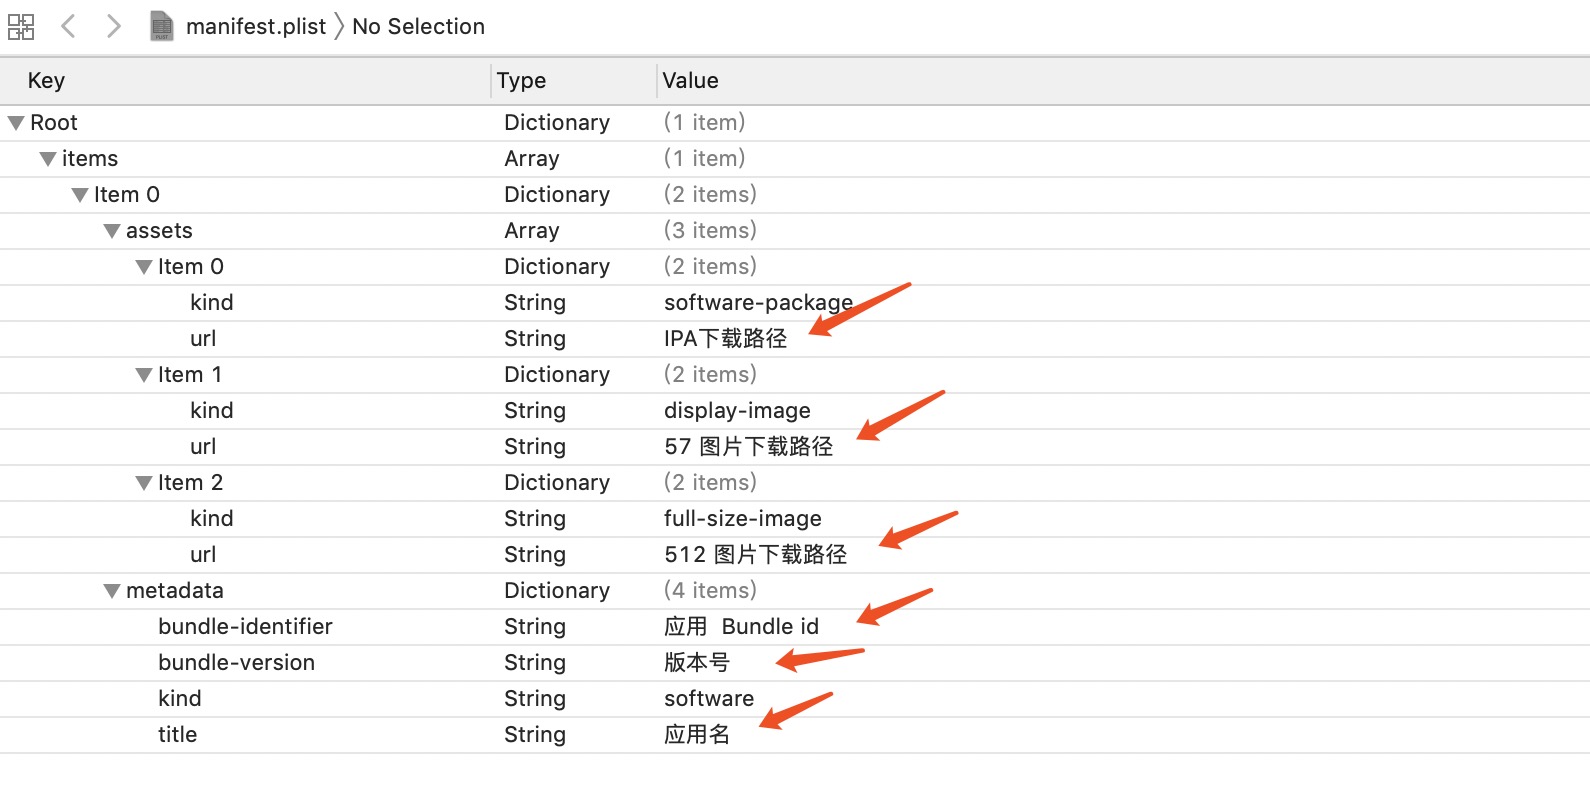 manifest.plist 〉 No Selection
Key Type Value
Root Dictionary (1 item)
items Array (1 item)
Item 0 Dictionary (2 items)
assets Array (3 items)
Item 0 Dictionary (2 items)
kind String software-package
url String IPA下载路径
Item 1 Dictionary (2 items)
kind String display-image
url String 57 图片下载路径
Item 2 Dictionary (2 items)
kind String full-size-image
url String 512 图片下载路径
metadata Dictionary (4 items)
bundle-identifier String 应用  Bundle id
bundle-version String 版本号
kind String software
title String 应用名